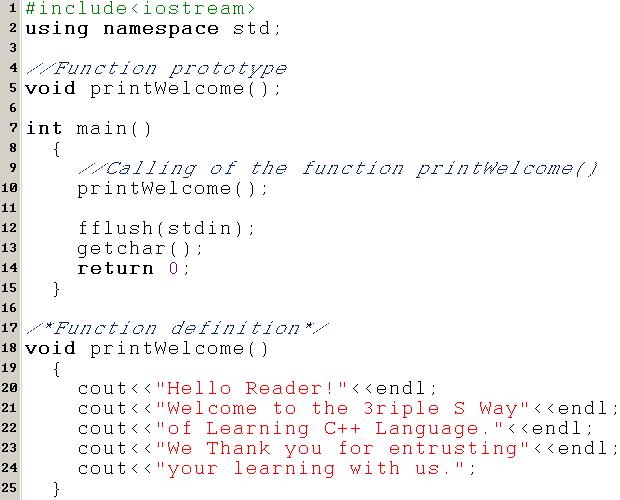 1 #include<iostream>
2 using namespace std;
3
4 //Function prototype
5 void printWelcome();
6
7 int main()
8 {
9 //Calling of the function printWelcome()
10 printWelcome();
11
12 fflush(stdin);
13 getchar();
14 return 0;
15 }
16
17 /*Function definition*/
18 void printWelcome()
19 {
20 cout<<"Hello Reader!"<<endl;
21 cout<<"Welcome to the 3riple S Way"<<endl;
22 cout<<"of Learning C++ Language."<<endl;
23 cout<<"We Thank you for entrusting"<<endl;
24 cout<<"your learning with us.";
25 }